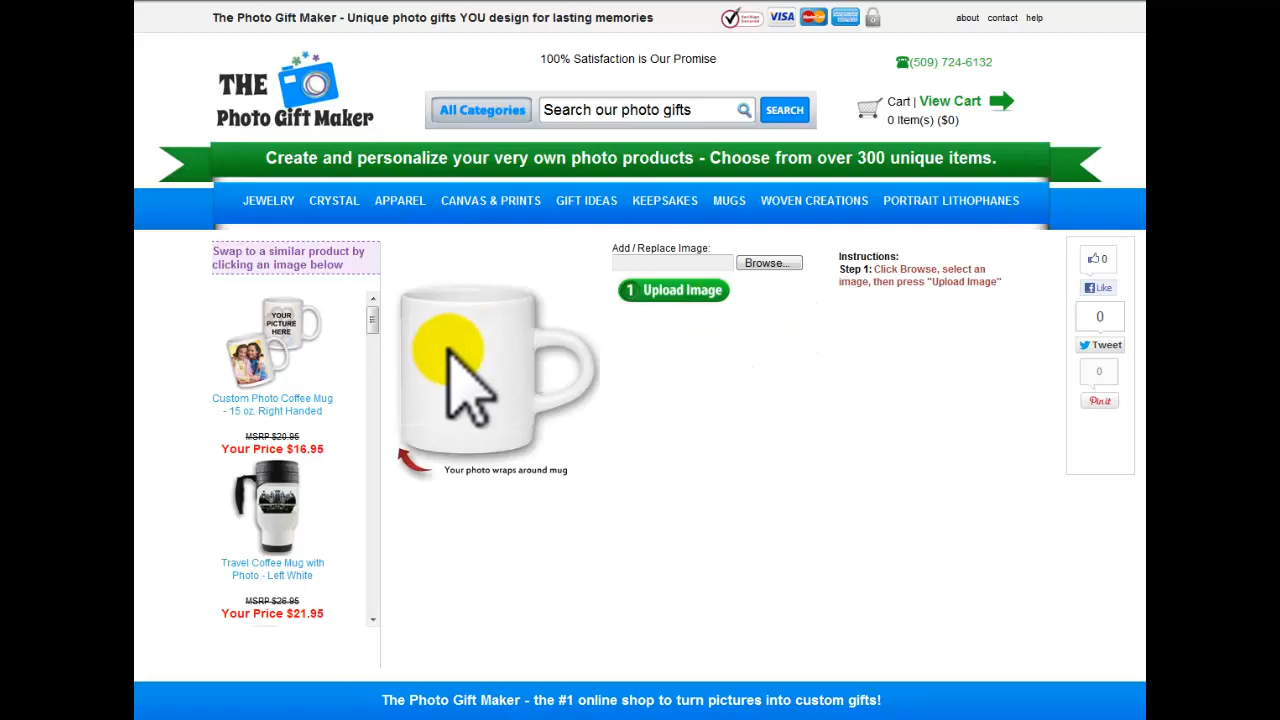 The Photo Gift Maker - Unique photo gifts YOU design for lasting memories
VISA
about contact help
THE
Photo Gift Maker
100% Satisfaction is Our Promise
(509) 724-6132
All Categories
Search our photo gifts
SEARCH
Cart | View Cart
0 Item(s) ($0)
Create and personalize your very own photo products - Choose from over 300 unique items.
JEWELRY CRYSTAL APPAREL CANVAS & PRINTS GIFT IDEAS KEEPSAKES MUGS WOVEN CREATIONS PORTRAIT LITHOPHANES
Swap to a similar product by
clicking an image below
YOUR
PICTURE
HERE
Custom Photo Coffee Mug
- 15 oz. Right Handed
MSRP $20.95
Your Price $16.95
Travel Coffee Mug with
Photo - Left White
MSRP $26.95
Your Price $21.95
Your photo wraps around mug
Add / Replace Image:
Browse...
1 Upload Image
Instructions:
Step 1: Click Browse, select an
image, then press "Upload Image"
0
Like
0
Tweet
0
Pin it
The Photo Gift Maker - the #1 online shop to turn pictures into custom gifts!